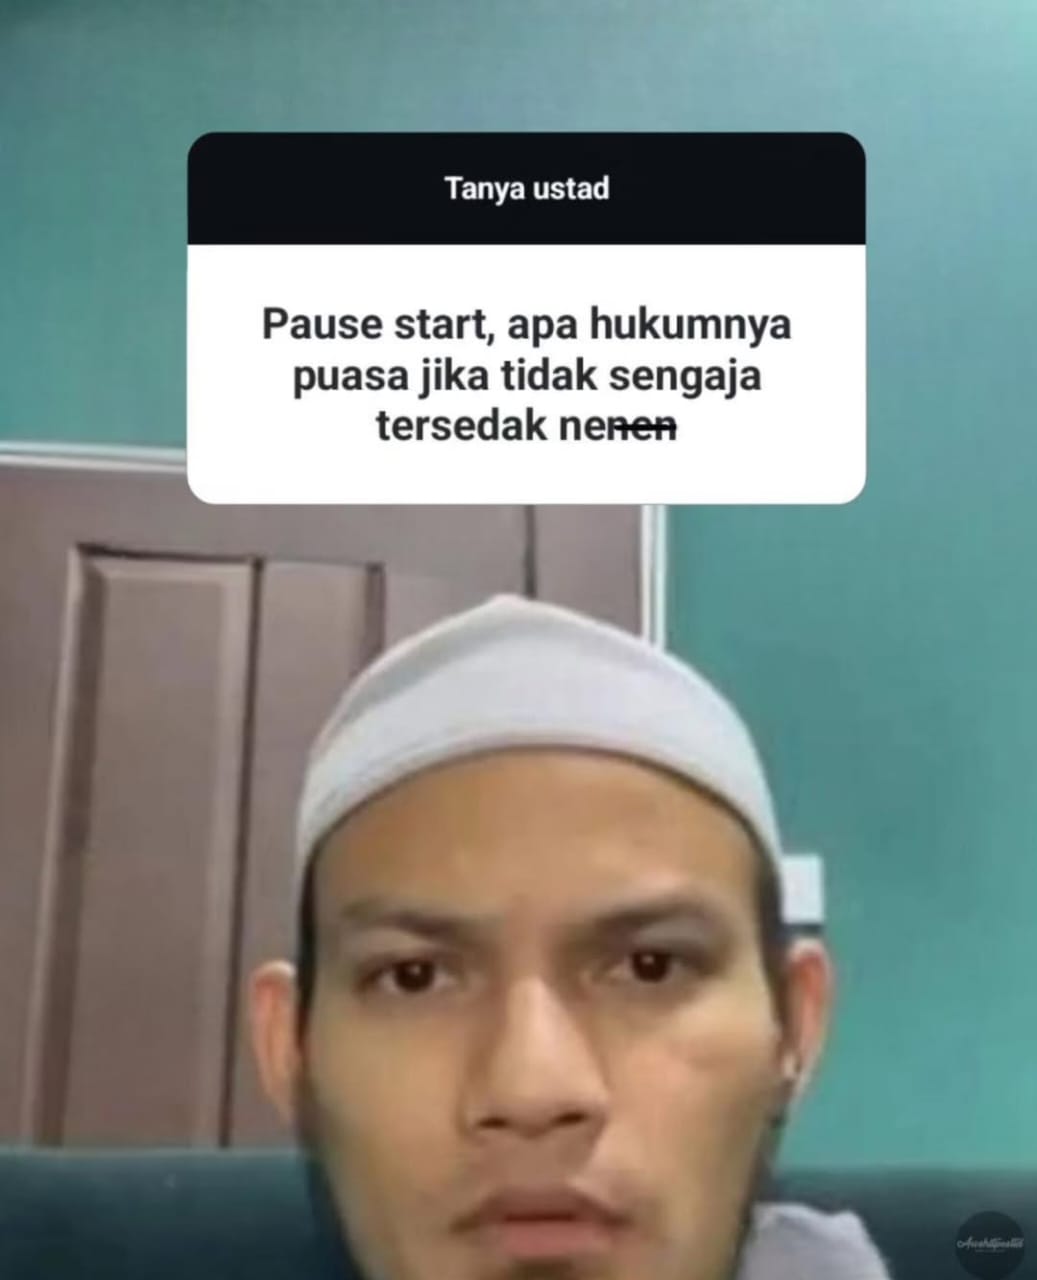 Tanya ustad
Pause start, apa hukumnya
puasa jika tidak sengaja
tersedak nenen